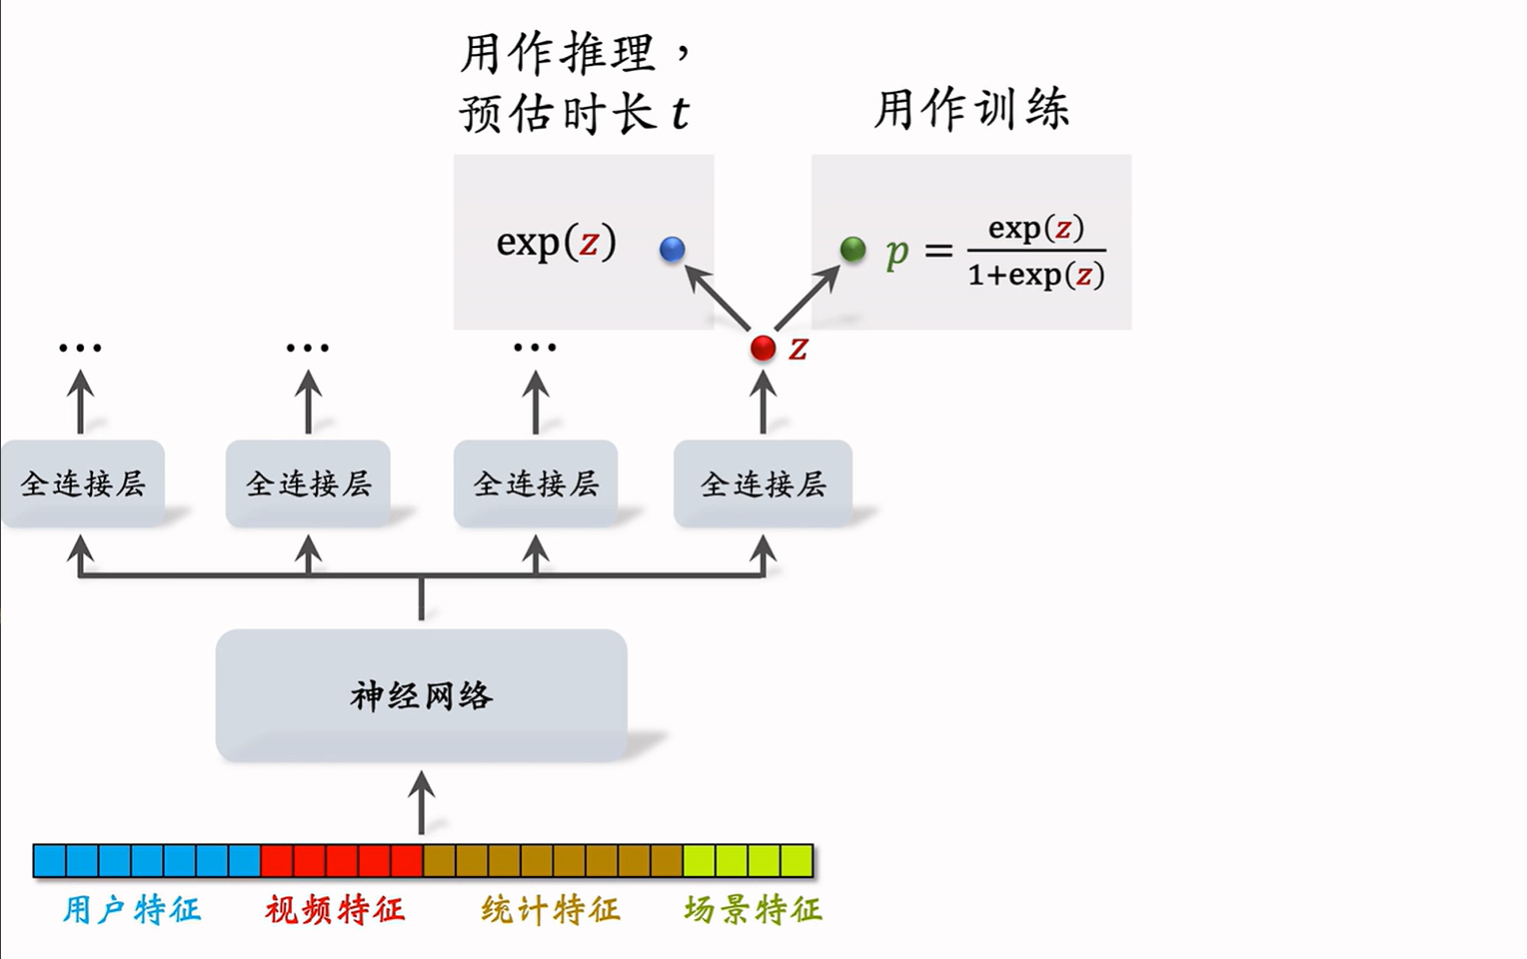 用作推理，
预估时长 t
用作训练
exp(z)
p = exp(z) / 1+exp(z)
z
... ... ...
全连接层 全连接层 全连接层 全连接层
神经网络
用户特征 视频特征 统计特征 场景特征